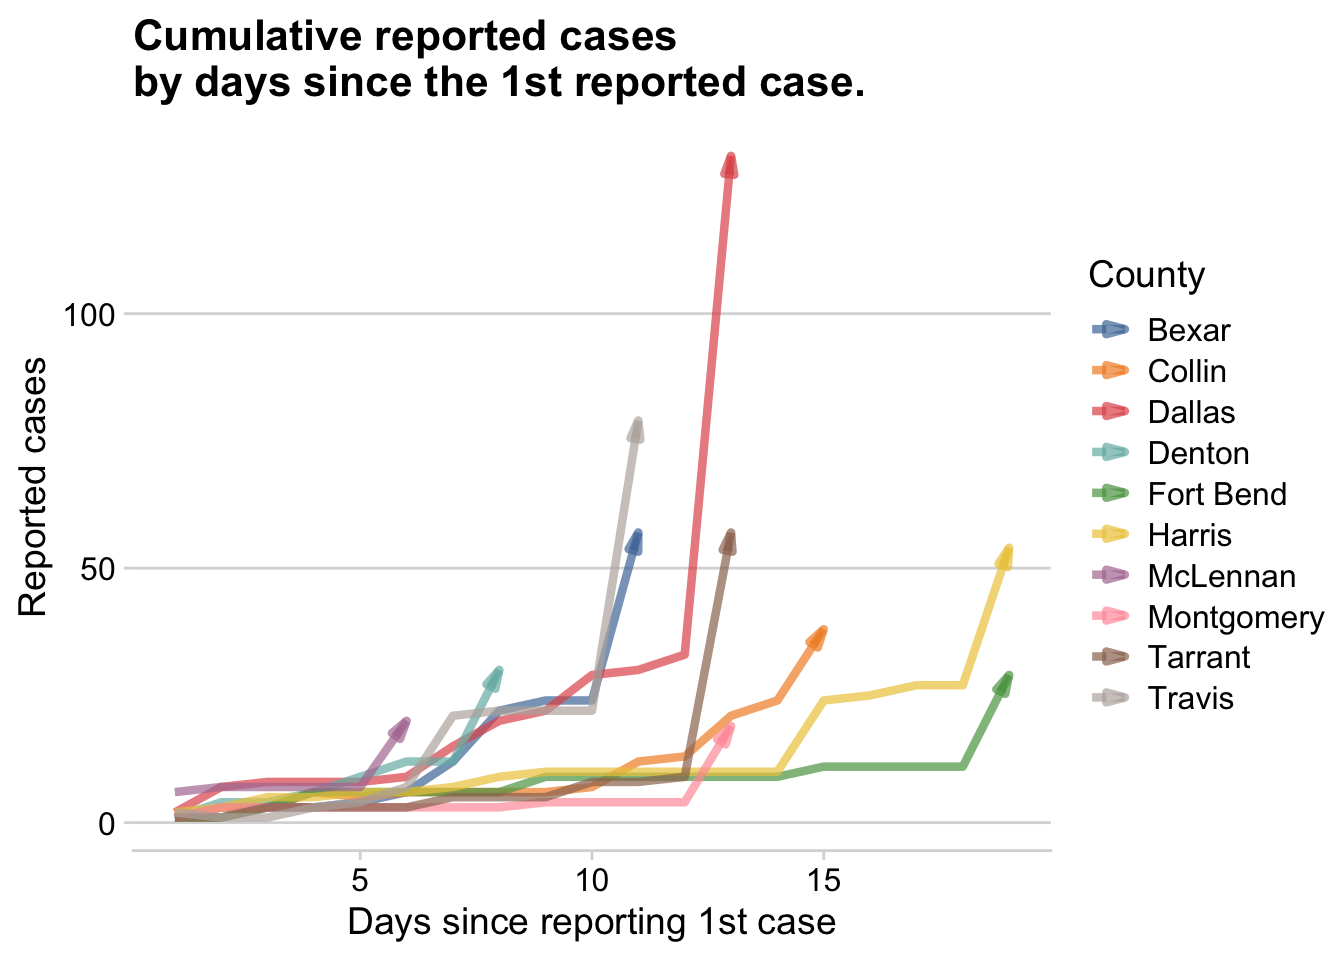 Cumulative reported cases
by days since the 1st reported case.
100
50
0
Reported cases
5
10
15
Days since reporting 1st case
County
Bexar
Collin
Dallas
Denton
Fort Bend
Harris
McLennan
Montgomery
Tarrant
Travis